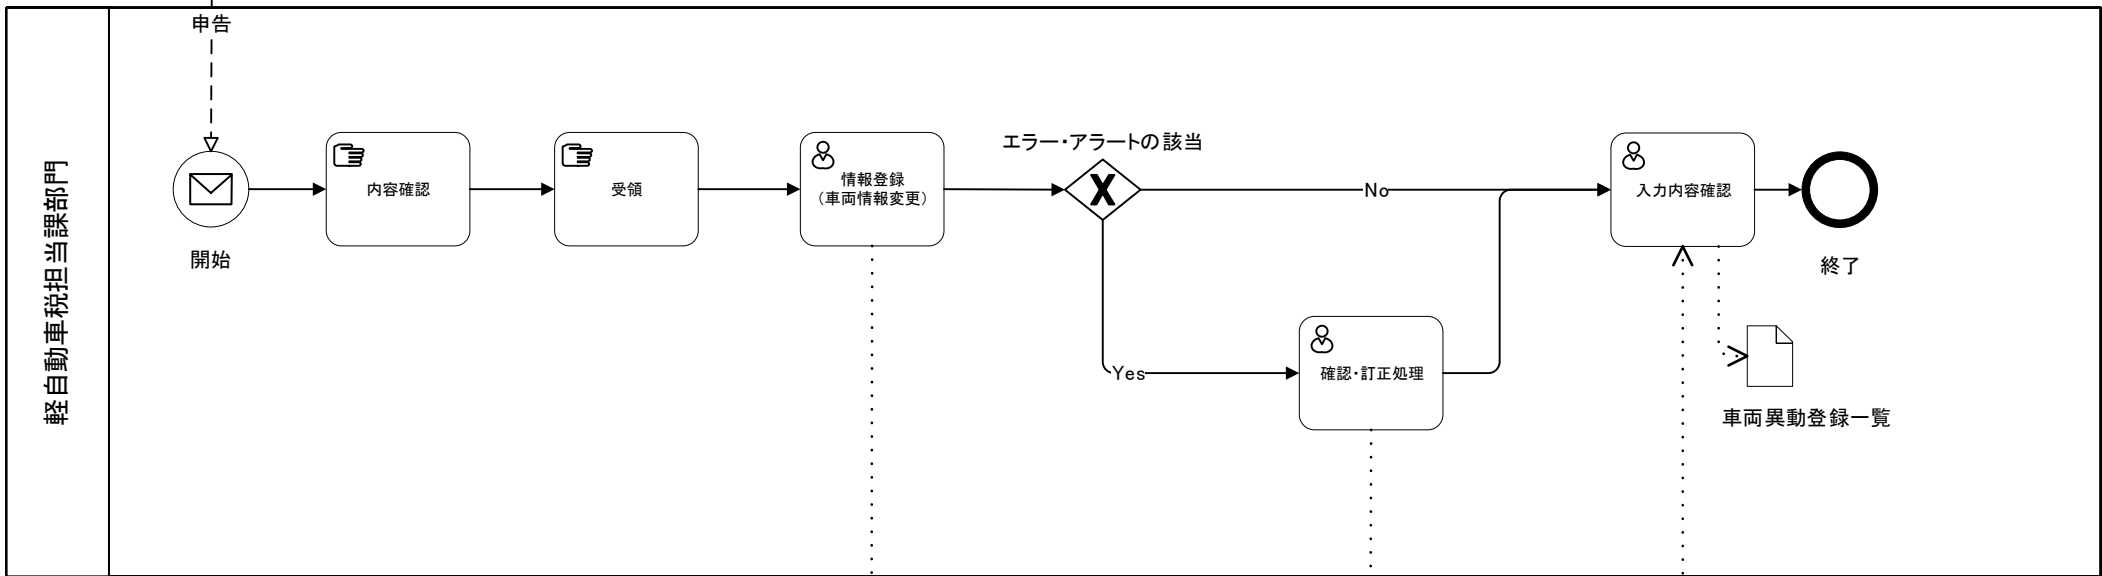 申告
軽自動車税担当課部門
開始
内容確認
受領
情報登録
（車両情報変更）
エラー・アラートの該当
No
Yes
確認・訂正処理
入力内容確認
終了
車両異動登録一覧